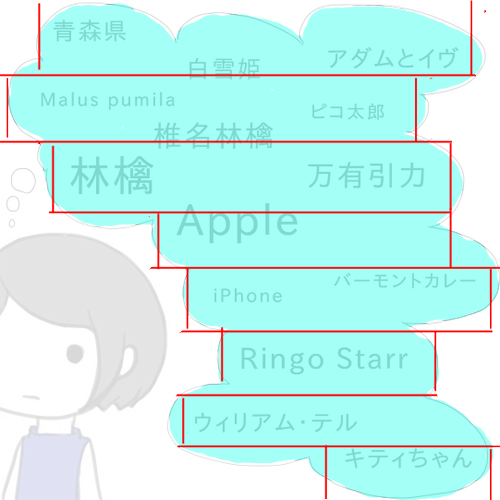 青森県
白雪姫
アダムとイヴ
Malus pumila
ピコ太郎
椎名林檎
林檎
万有引力
Apple
バーモントカレー
iPhone
Ringo Starr
ウィリアム・テル
キティちゃん